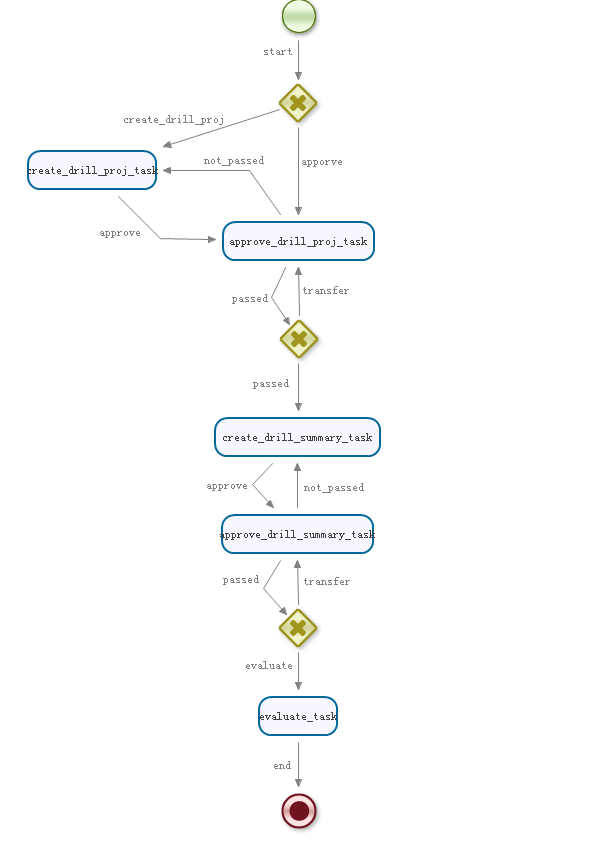 start
create_drill_proj
not_passed
apporve
create_drill_proj_task
approve
approve_drill_proj_task
passed
transfer
passed
create_drill_summary_task
approve
not_passed
approve_drill_summary_task
passed
transfer
evaluate
evaluate_task
end